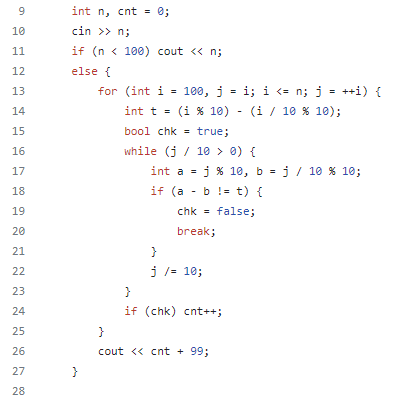 9 int n, cnt = 0;
10 cin >> n;
11 if (n < 100) cout << n;
12 else {
13 for (int i = 100, j = i; i <= n; j = ++i) {
14 int t = (i % 10) - (i / 10 % 10);
15 bool chk = true;
16 while (j / 10 > 0) {
17 int a = j % 10, b = j / 10 % 10;
18 if (a - b != t) {
19 chk = false;
20 break;
21 }
22 j /= 10;
23 }
24 if (chk) cnt++;
25 }
26 cout << cnt + 99;
27 }
28